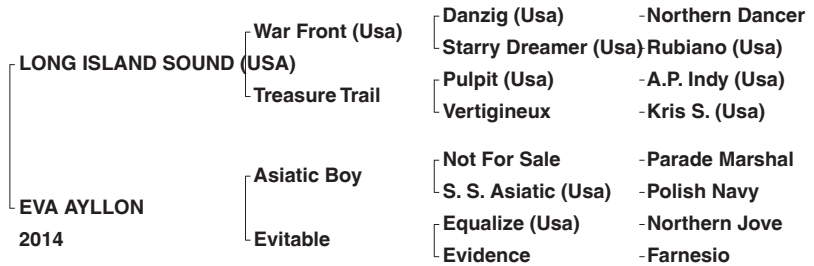 Danzig (Usa) -Northern Dancer
War Front (Usa)
Starry Dreamer (Usa) -Rubiano (Usa)
LONG ISLAND SOUND (USA)
Pulpit (Usa) -A.P. Indy (Usa)
Treasure Trail
Vertigineux -Kris S. (Usa)
Not For Sale -Parade Marshal
Asiatic Boy
S. S. Asiatic (Usa) -Polish Navy
EVA AYLLON
Equalize (Usa) -Northern Jove
2014
Evitable
Evidence -Farnesio